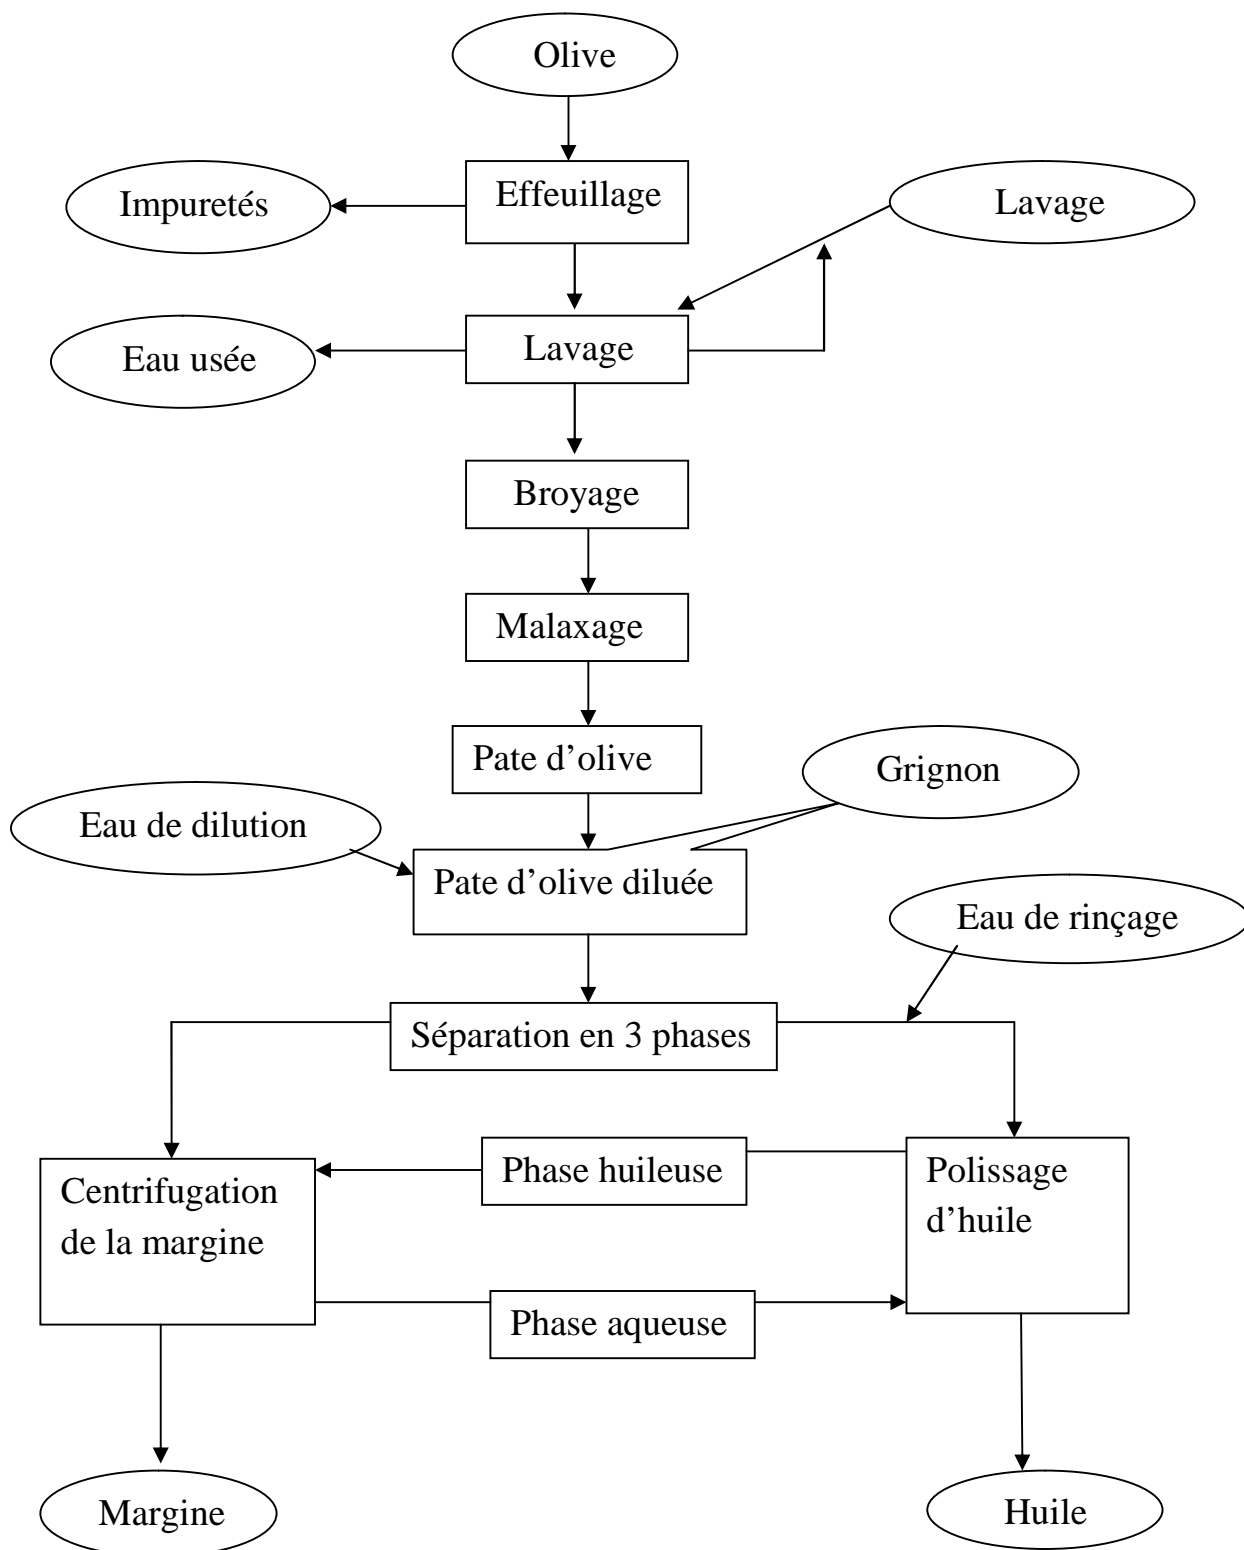 Olive
Effeuillage
Impuretés
Lavage
Lavage
Eau usée
Broyage
Malaxage
Pate d’olive
Grignon
Eau de dilution
Pate d’olive diluée
Eau de rinçage
Séparation en 3 phases
Phase huileuse
Polissage
d’huile
Centrifugation
de la margine
Phase aqueuse
Margine
Huile